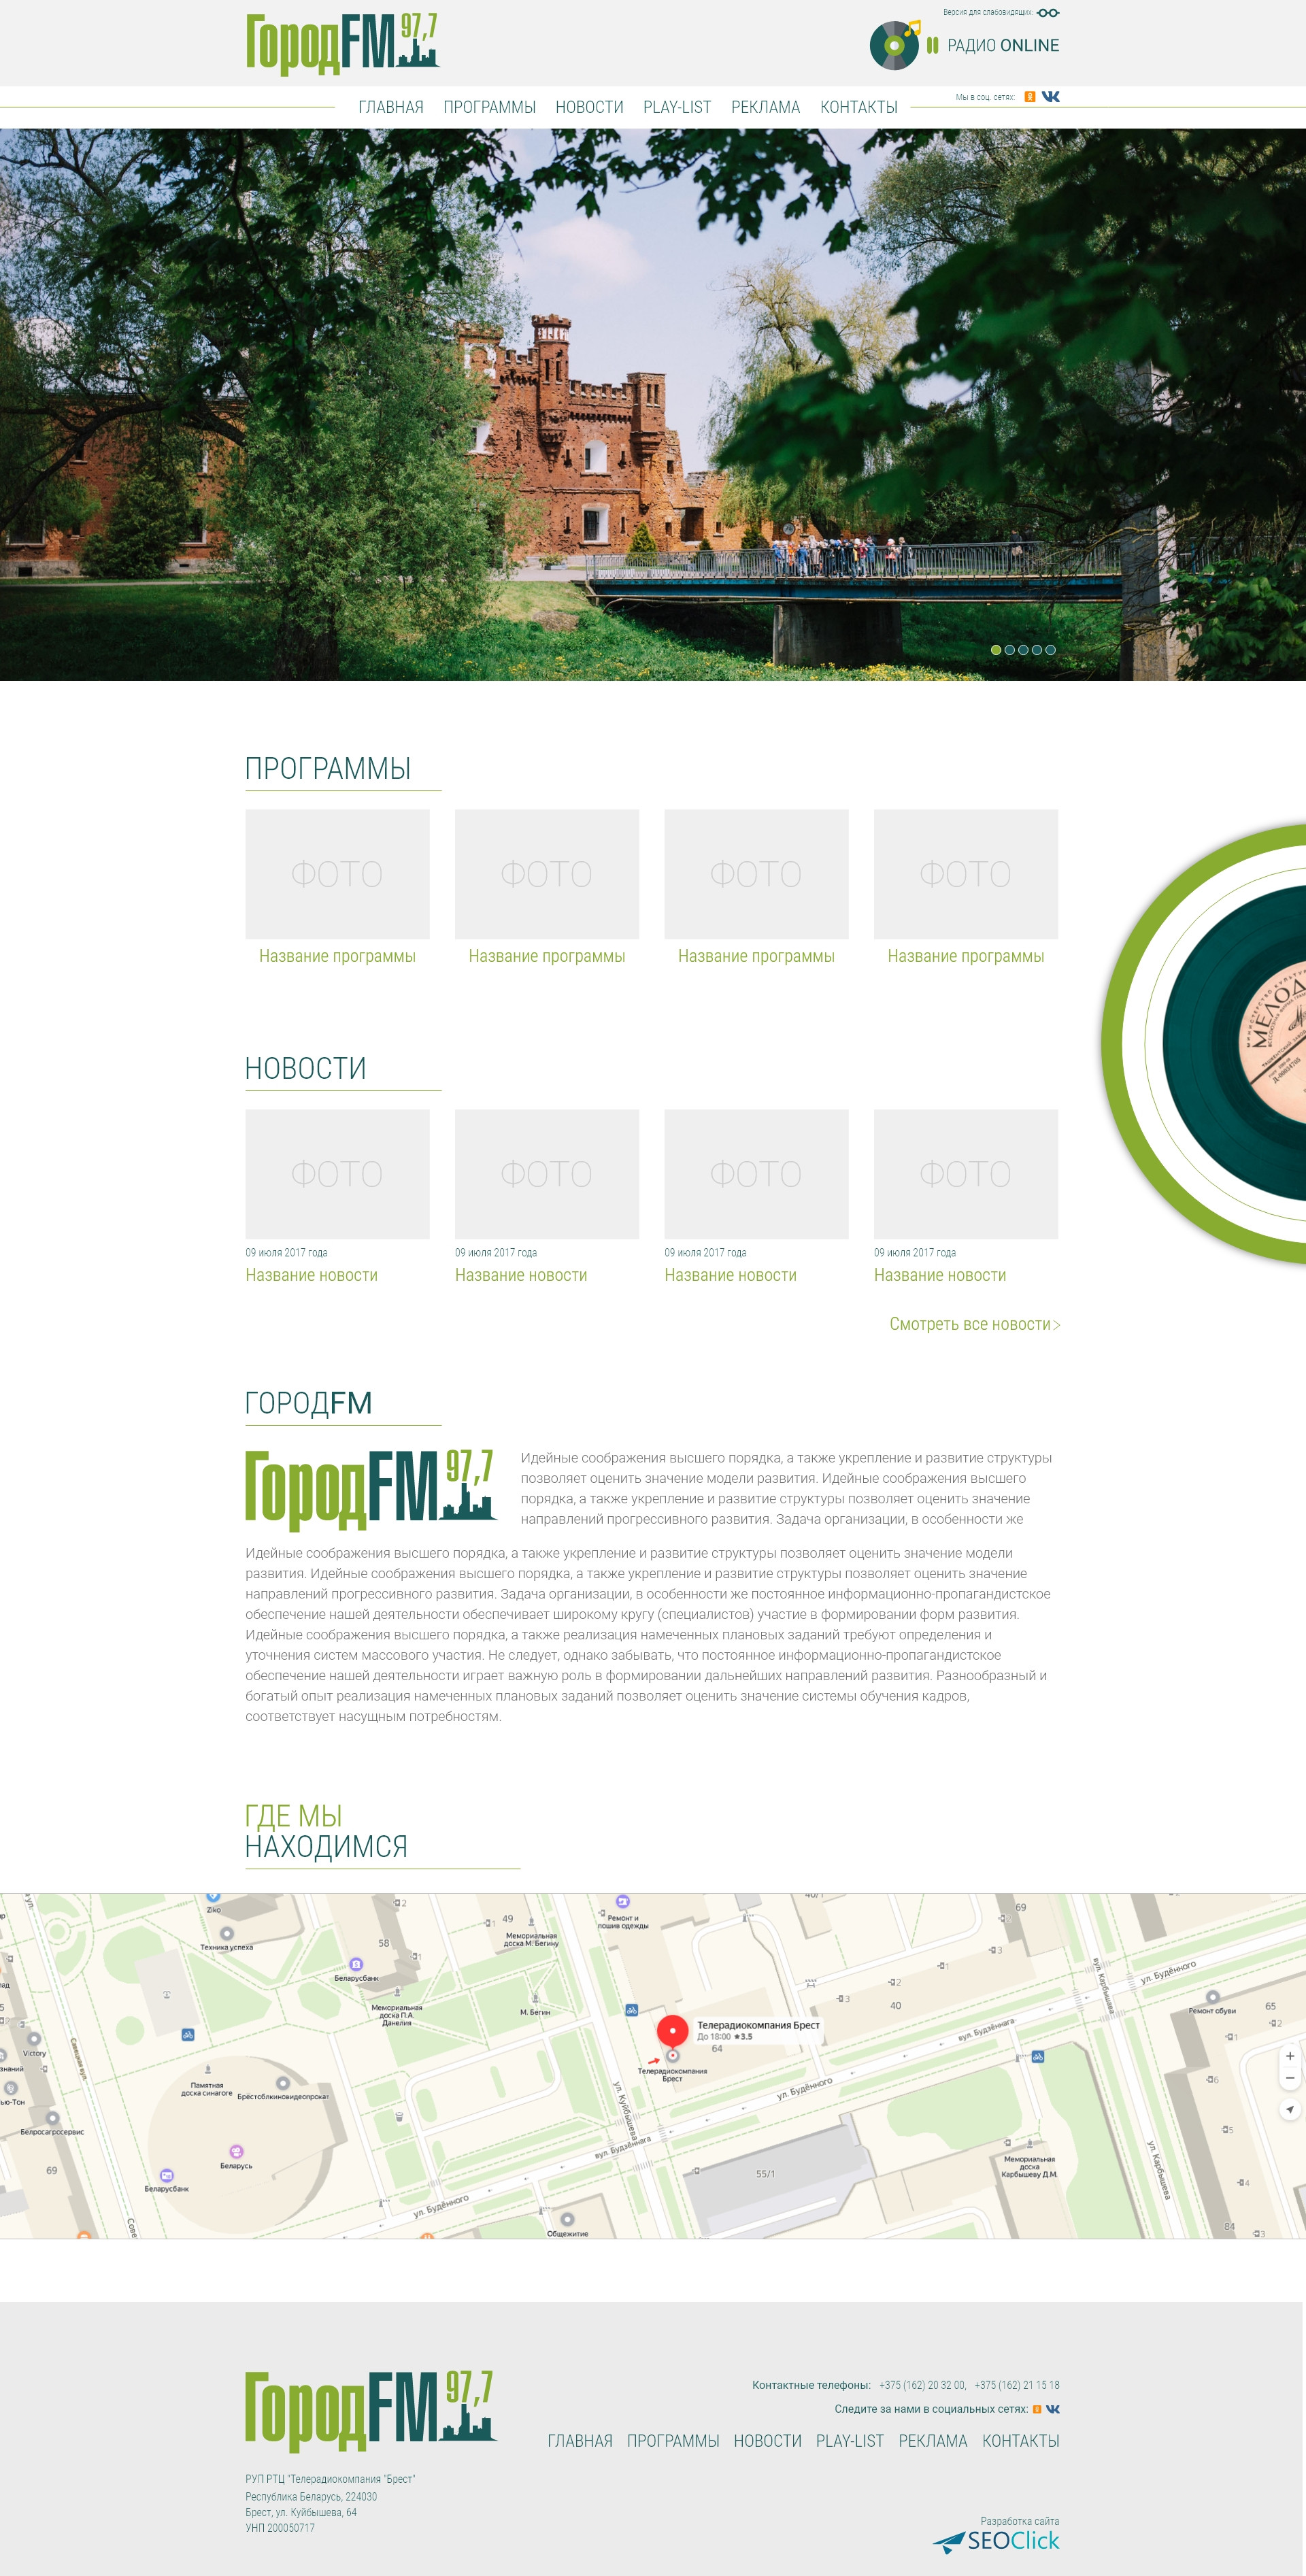 ГородFM 97,7
Версия для слабовидящих:
РАДИО ONLINE
ГЛАВНАЯ ПРОГРАММЫ НОВОСТИ PLAY-LIST РЕКЛАМА КОНТАКТЫ
Мы в соц. сетях:
ПРОГРАММЫ
ФОТО ФОТО ФОТО ФОТО
Название программы Название программы Название программы Название программы
НОВОСТИ
ФОТО ФОТО ФОТО ФОТО
09 июля 2017 года 09 июля 2017 года 09 июля 2017 года 09 июля 2017 года
Название новости Название новости Название новости Название новости
Смотреть все новости
ГОРОДFM
ГородFM 97,7
Идейные соображения высшего порядка, а также укрепление и развитие структуры
позволяет оценить значение модели развития. Идейные соображения высшего
порядка, а также укрепление и развитие структуры позволяет оценить значение
направлений прогрессивного развития. Задача организации, в особенности же
Идейные соображения высшего порядка, а также укрепление и развитие структуры позволяет оценить значение модели
развития. Идейные соображения высшего порядка, а также укрепление и развитие структуры позволяет оценить значение
направлений прогрессивного развития. Задача организации, в особенности же постоянное информационно-пропагандистское
обеспечение нашей деятельности обеспечивает широкому кругу (специалистов) участие в формировании форм развития.
Идейные соображения высшего порядка, а также реализация намеченных плановых заданий требуют определения и
уточнения систем массового участия. Не следует, однако забывать, что постоянное информационно-пропагандистское
обеспечение нашей деятельности играет важную роль в формировании дальнейших направлений развития. Разнообразный и
богатый опыт реализация намеченных плановых заданий позволяет оценить значение системы обучения кадров,
соответствует насущным потребностям.
ГДЕ МЫ
НАХОДИМСЯ
Ziko
Техника успеха
58
Беларусбанк
49
Мемориальная
доска М. Бегину
Ремонт и
пошив одежды
69
Мемориальная
доска П.А.
Данелия
М. Бегин
40
ул. Будённого
вул. Карбышава
Ремонт обуви
65
Телерадиокомпания Брест
До 18:00 ★3.5
64
Телерадиокомпания
Брест
вул. Будзённага
Victory
Памятная
доска синагоге
Брестоблкиновидеопрокат
ул. Куйбышева
ул. Будённого
Белросагросервис
69
Беларусь
Беларусбанк
вул. Будзённага
55/1
Мемориальная
доска
Карбышеву Д.М.
ул. Карбышева
ул. Будённого
Общежитие
84
ГородFM 97,7
Контактные телефоны: +375 (162) 20 32 00, +375 (162) 21 15 18
Следите за нами в социальных сетях:
ГЛАВНАЯ ПРОГРАММЫ НОВОСТИ PLAY-LIST РЕКЛАМА КОНТАКТЫ
РУП РТЦ "Телерадиокомпания "Брест"
Республика Беларусь, 224030
Брест, ул. Куйбышева, 64
УНП 200050717
Разработка сайта
SEOClick